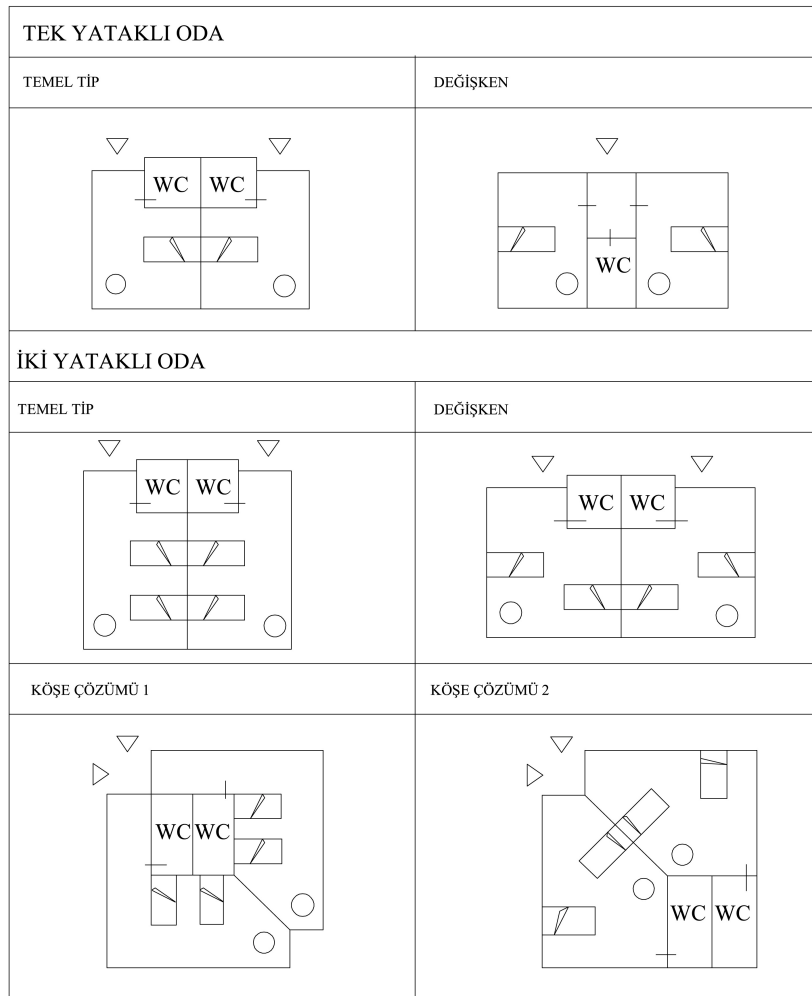 TEK YATAKLI ODA
TEMEL TİP
DEĞİŞKEN
WC WC
WC
İKİ YATAKLI ODA
TEMEL TİP
DEĞİŞKEN
WC WC
WC WC
KÖŞE ÇÖZÜMÜ 1
KÖŞE ÇÖZÜMÜ 2
WC WC
WC WC